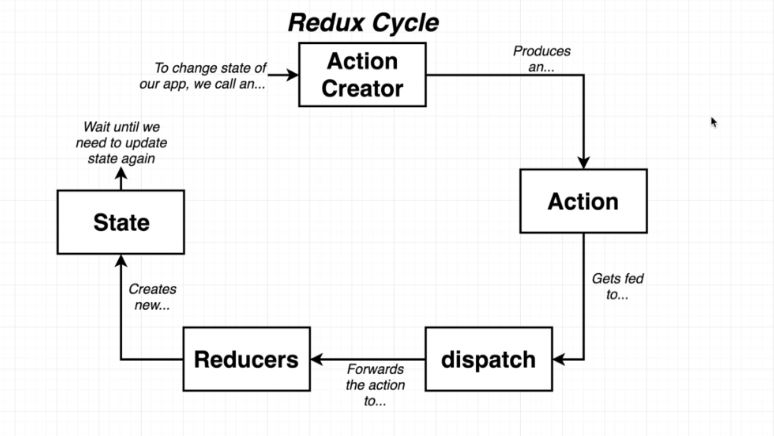 Redux Cycle
To change state of
our app, we call an...
Action
Creator
Produces
an...
Action
Gets fed
to...
dispatch
Forwards
the action
to...
Reducers
Creates
new...
State
Wait until we
need to update
state again